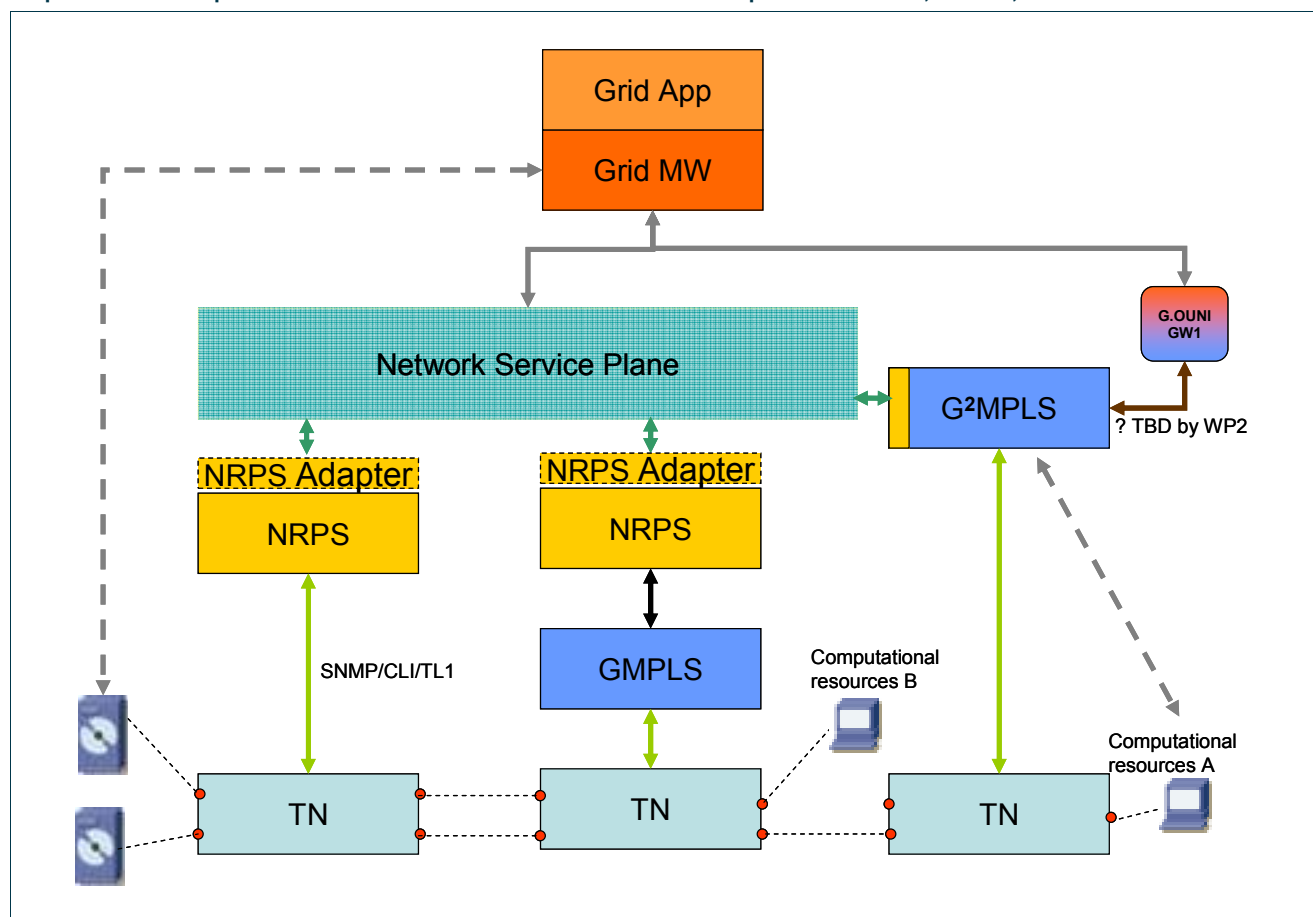 Grid App
Grid MW
G.OUNI
GW1
Network Service Plane
G²MPLS
? TBD by WP2
NRPS Adapter
NRPS Adapter
NRPS
NRPS
SNMP/CLI/TL1
GMPLS
Computational
resources B
Computational
resources A
TN
TN
TN